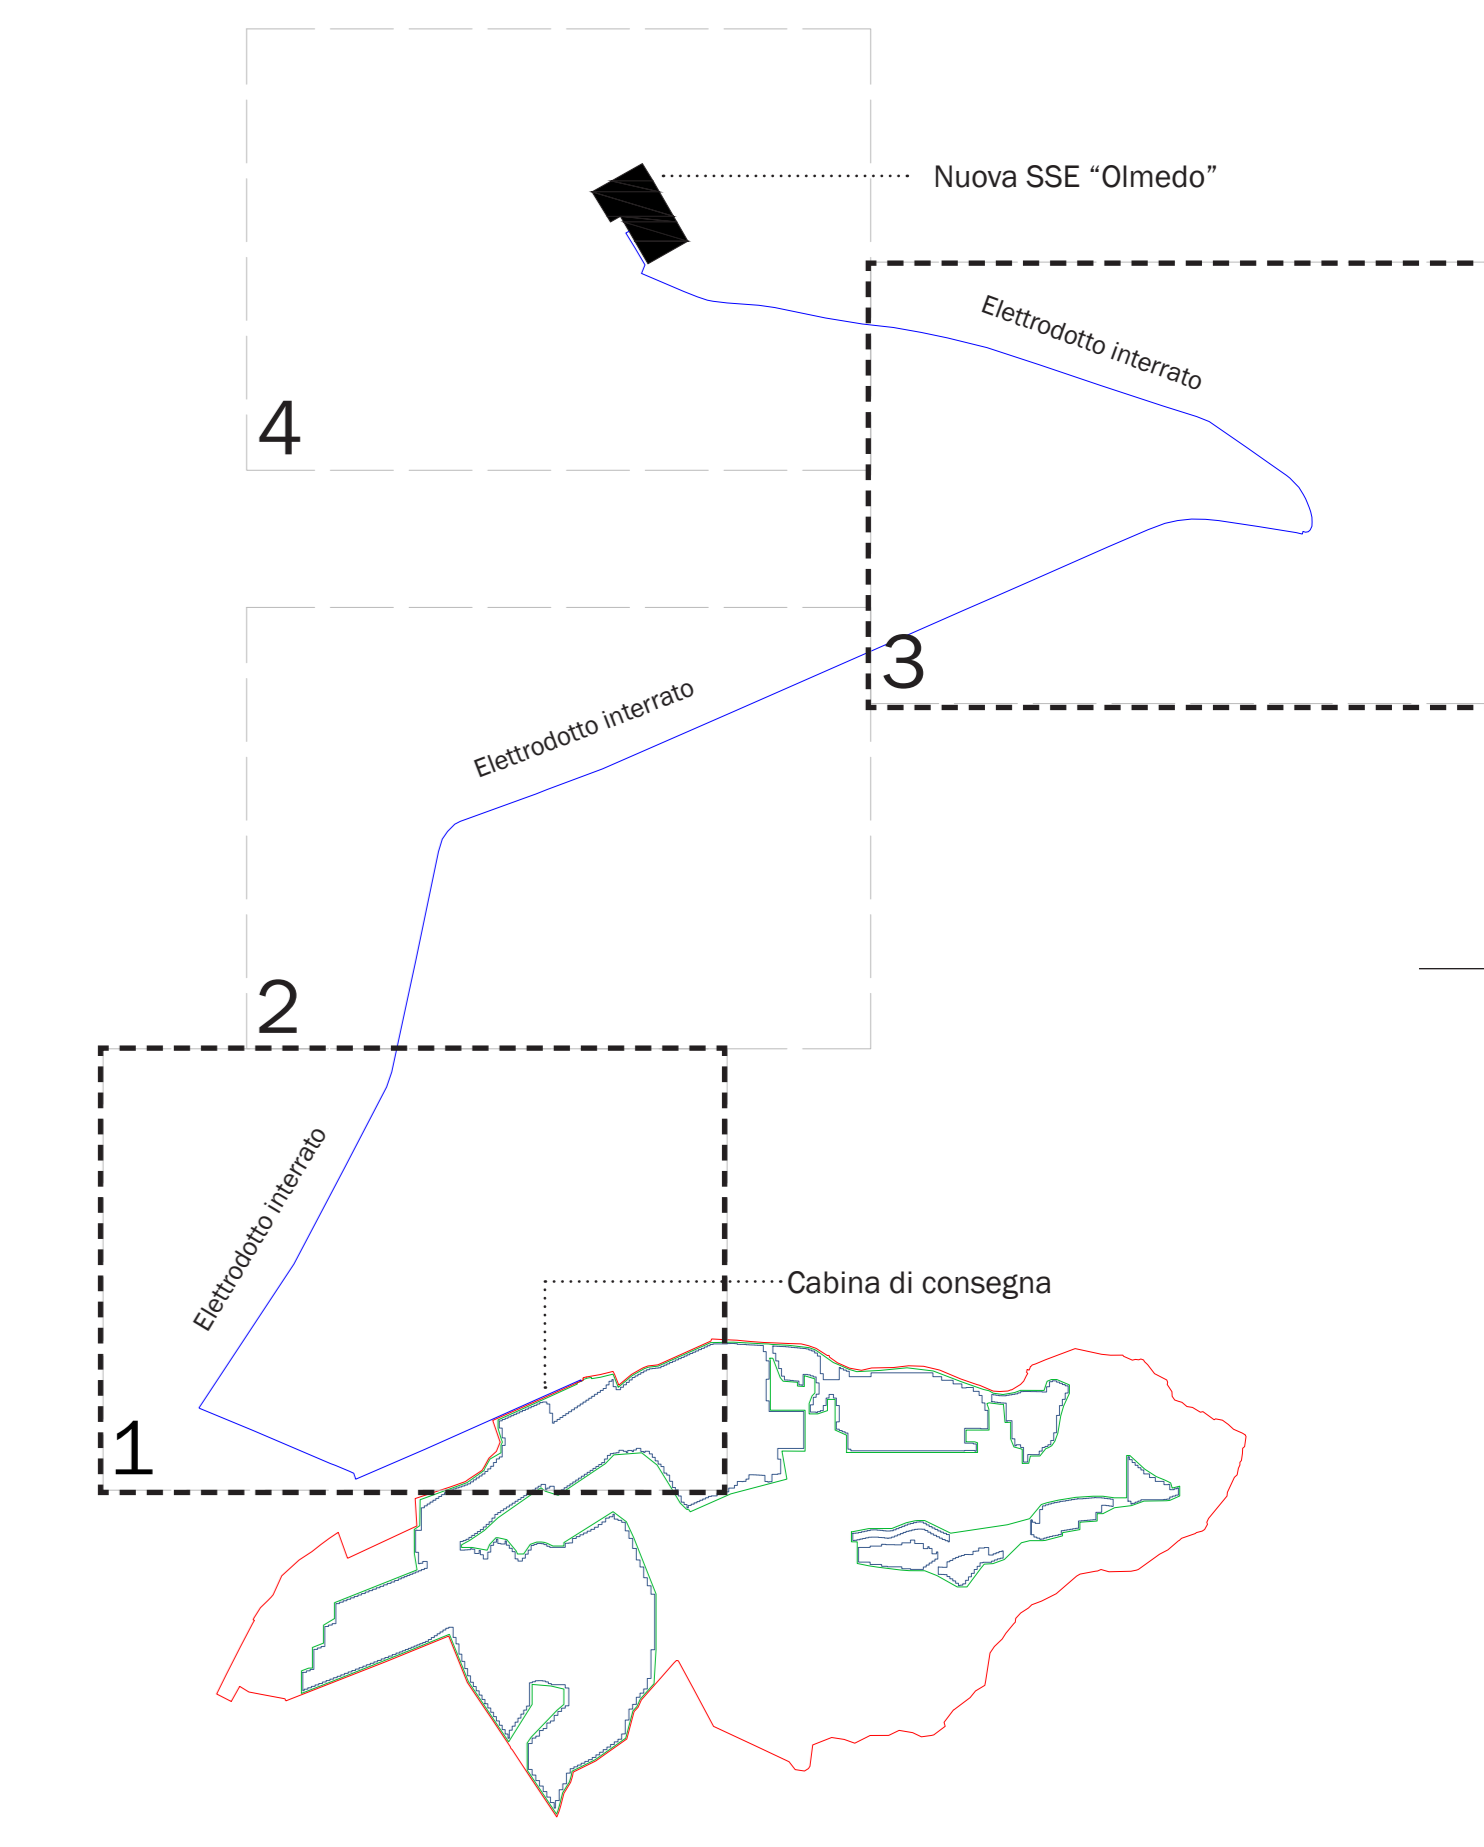 Nuova SSE “Olmedo”
Elettrodotto interrato
4
3
Elettrodotto interrato
2
Elettrodotto interrato
Cabina di consegna
1